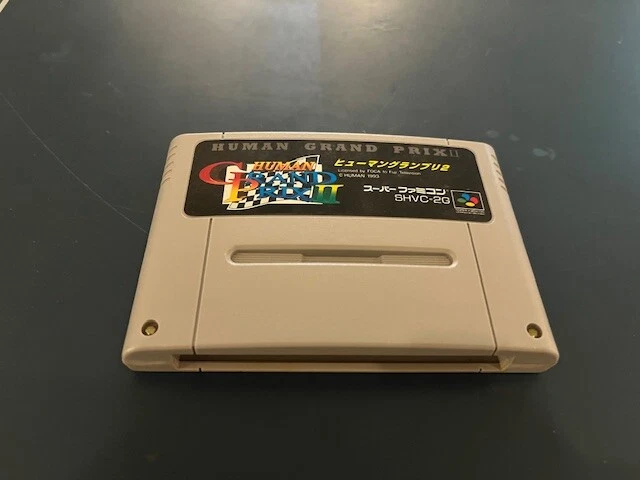 HUMAN GRAND PRIX II
HUMAN
GRAND
PRIX II
ヒューマングランプリ2
Licensed by FOCA to Fuji Television
© HUMAN 1993
スーパーファミコン
SHVC-2G